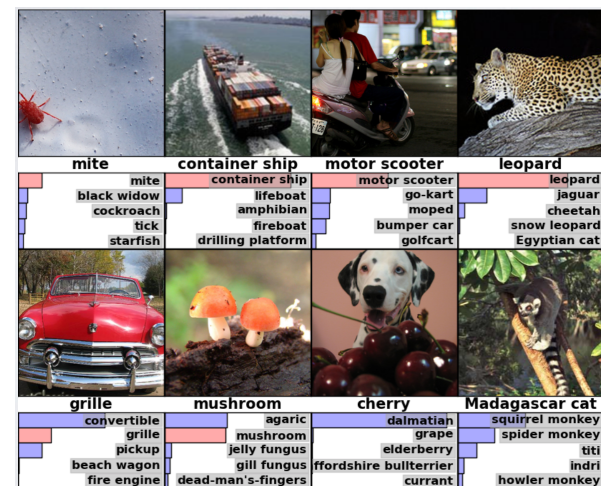 mite
container ship
motor scooter
leopard
mite
black widow
cockroach
tick
starfish
container ship
lifeboat
amphibian
fireboat
drilling platform
motor scooter
go-kart
moped
bumper car
golfcart
leopard
jaguar
cheetah
snow leopard
Egyptian cat
grille
mushroom
cherry
Madagascar cat
convertible
grille
pickup
beach wagon
fire engine
agaric
mushroom
jelly fungus
gill fungus
dead-man's-fingers
dalmatian
grape
elderberry
ffordshire bullterrier
currant
squirrel monkey
spider monkey
titi
indri
howler monkey